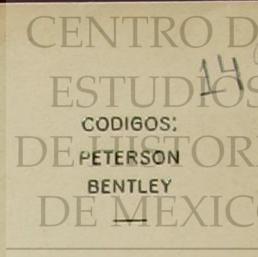 CENTRO D
14
ESTUDIOS
CODIGOS:
DE HISTOR
PETERSON
BENTLEY
DE MEXIC